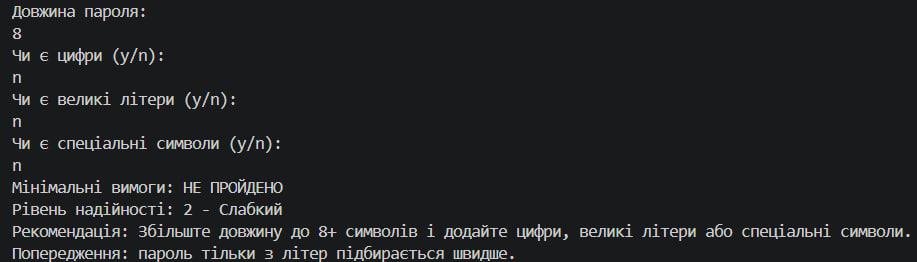 Довжина пароля:
8
Чи є цифри (y/n):
n
Чи є великі літери (y/n):
n
Чи є спеціальні символи (y/n):
n
Мінімальні вимоги: НЕ ПРОЙДЕНО
Рівень надійності: 2 - Слабкий
Рекомендація: Збільште довжину до 8+ символів і додайте цифри, великі літери або спеціальні символи.
Попередження: пароль тільки з літер підбирається швидше.